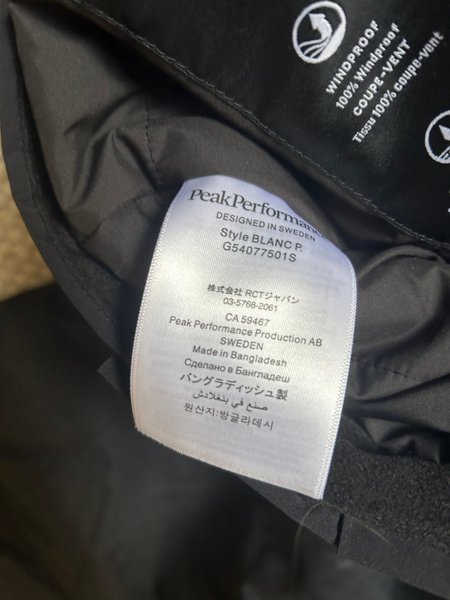 WINDPROOF
100% Windproof
COUPE-VENT
Tissu 100% coupe-vent
PeakPerformance
DESIGNED IN SWEDEN
Style BLANC P.
G54077501S
株式会社 RCTジャパン
03-5768-2061
CA 59467
Peak Performance Production AB
SWEDEN
Made in Bangladesh
Сделано в Бангладеш
バングラディッシュ製
صنع في بنغلادش
원산지:방글라데시